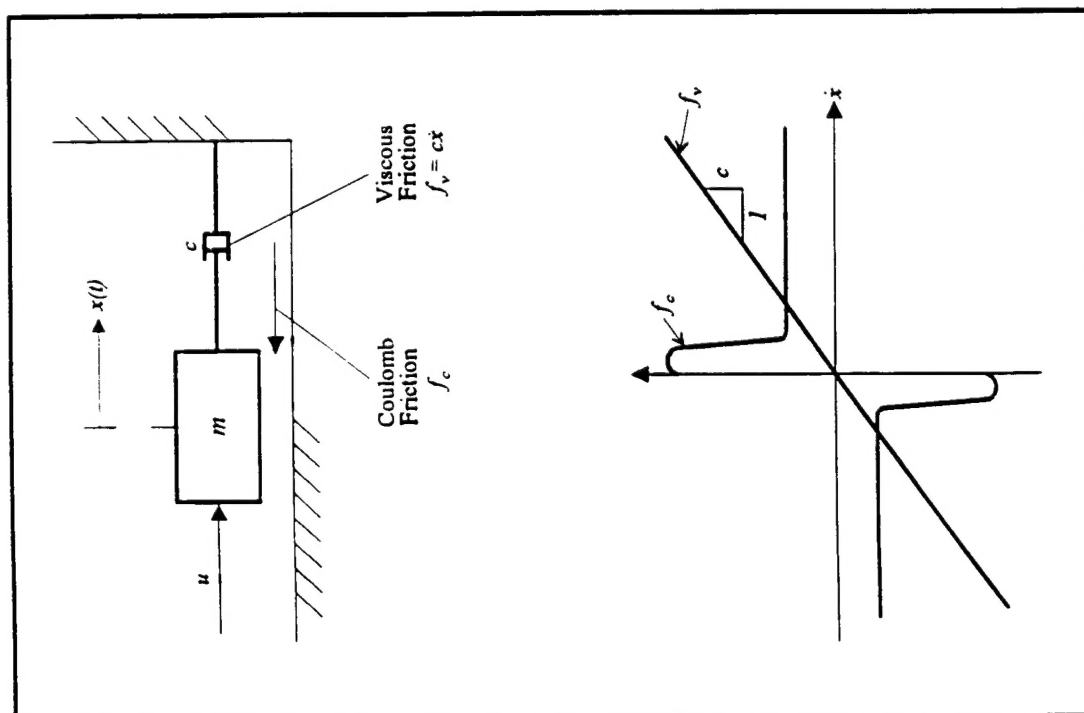 x(t)
u
m
c
Coulomb
Friction
f_c
Viscous
Friction
f_v = cẋ
f_v
f_c
c
1
ẋ